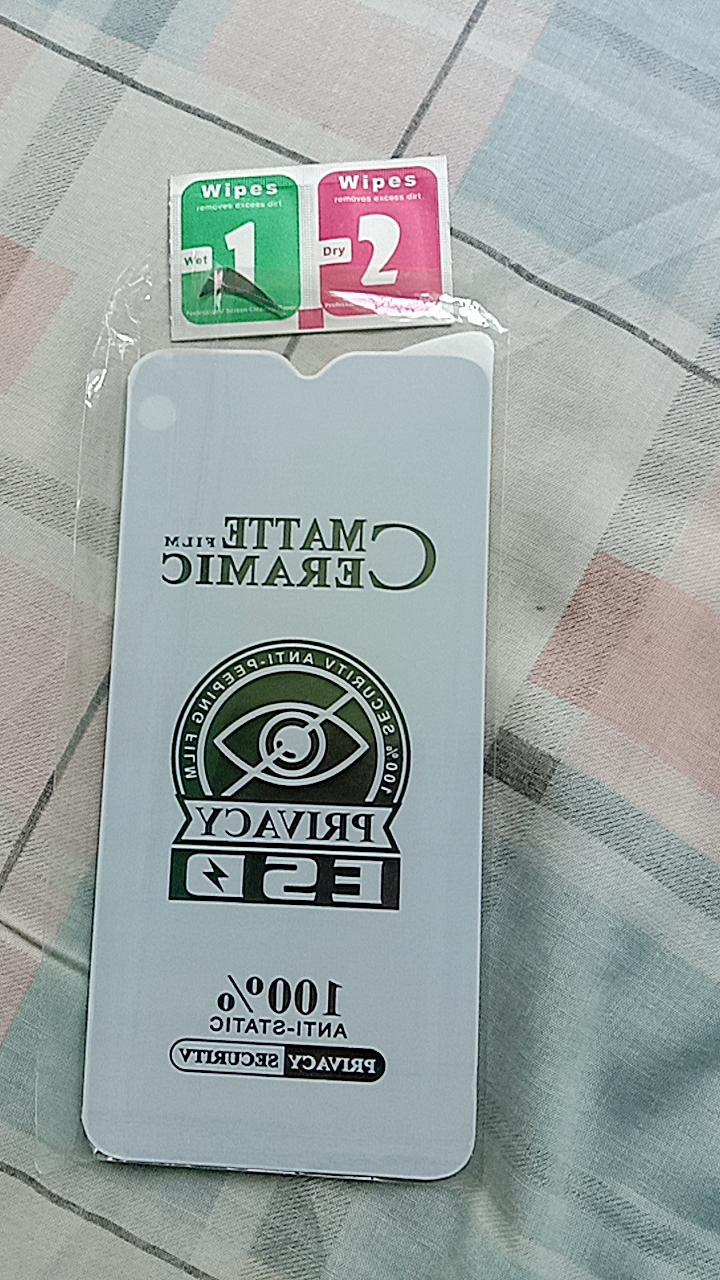 Wipes
removes excess dirt
Wet
1
Wipes
removes excess dirt
Dry
2
MATTE FILM
CERAMIC
100% SECURITY ANTI-PEEPING FILM
PRIVACY
ESD
100%
ANTI-STATIC
PRIVACY SECURITY